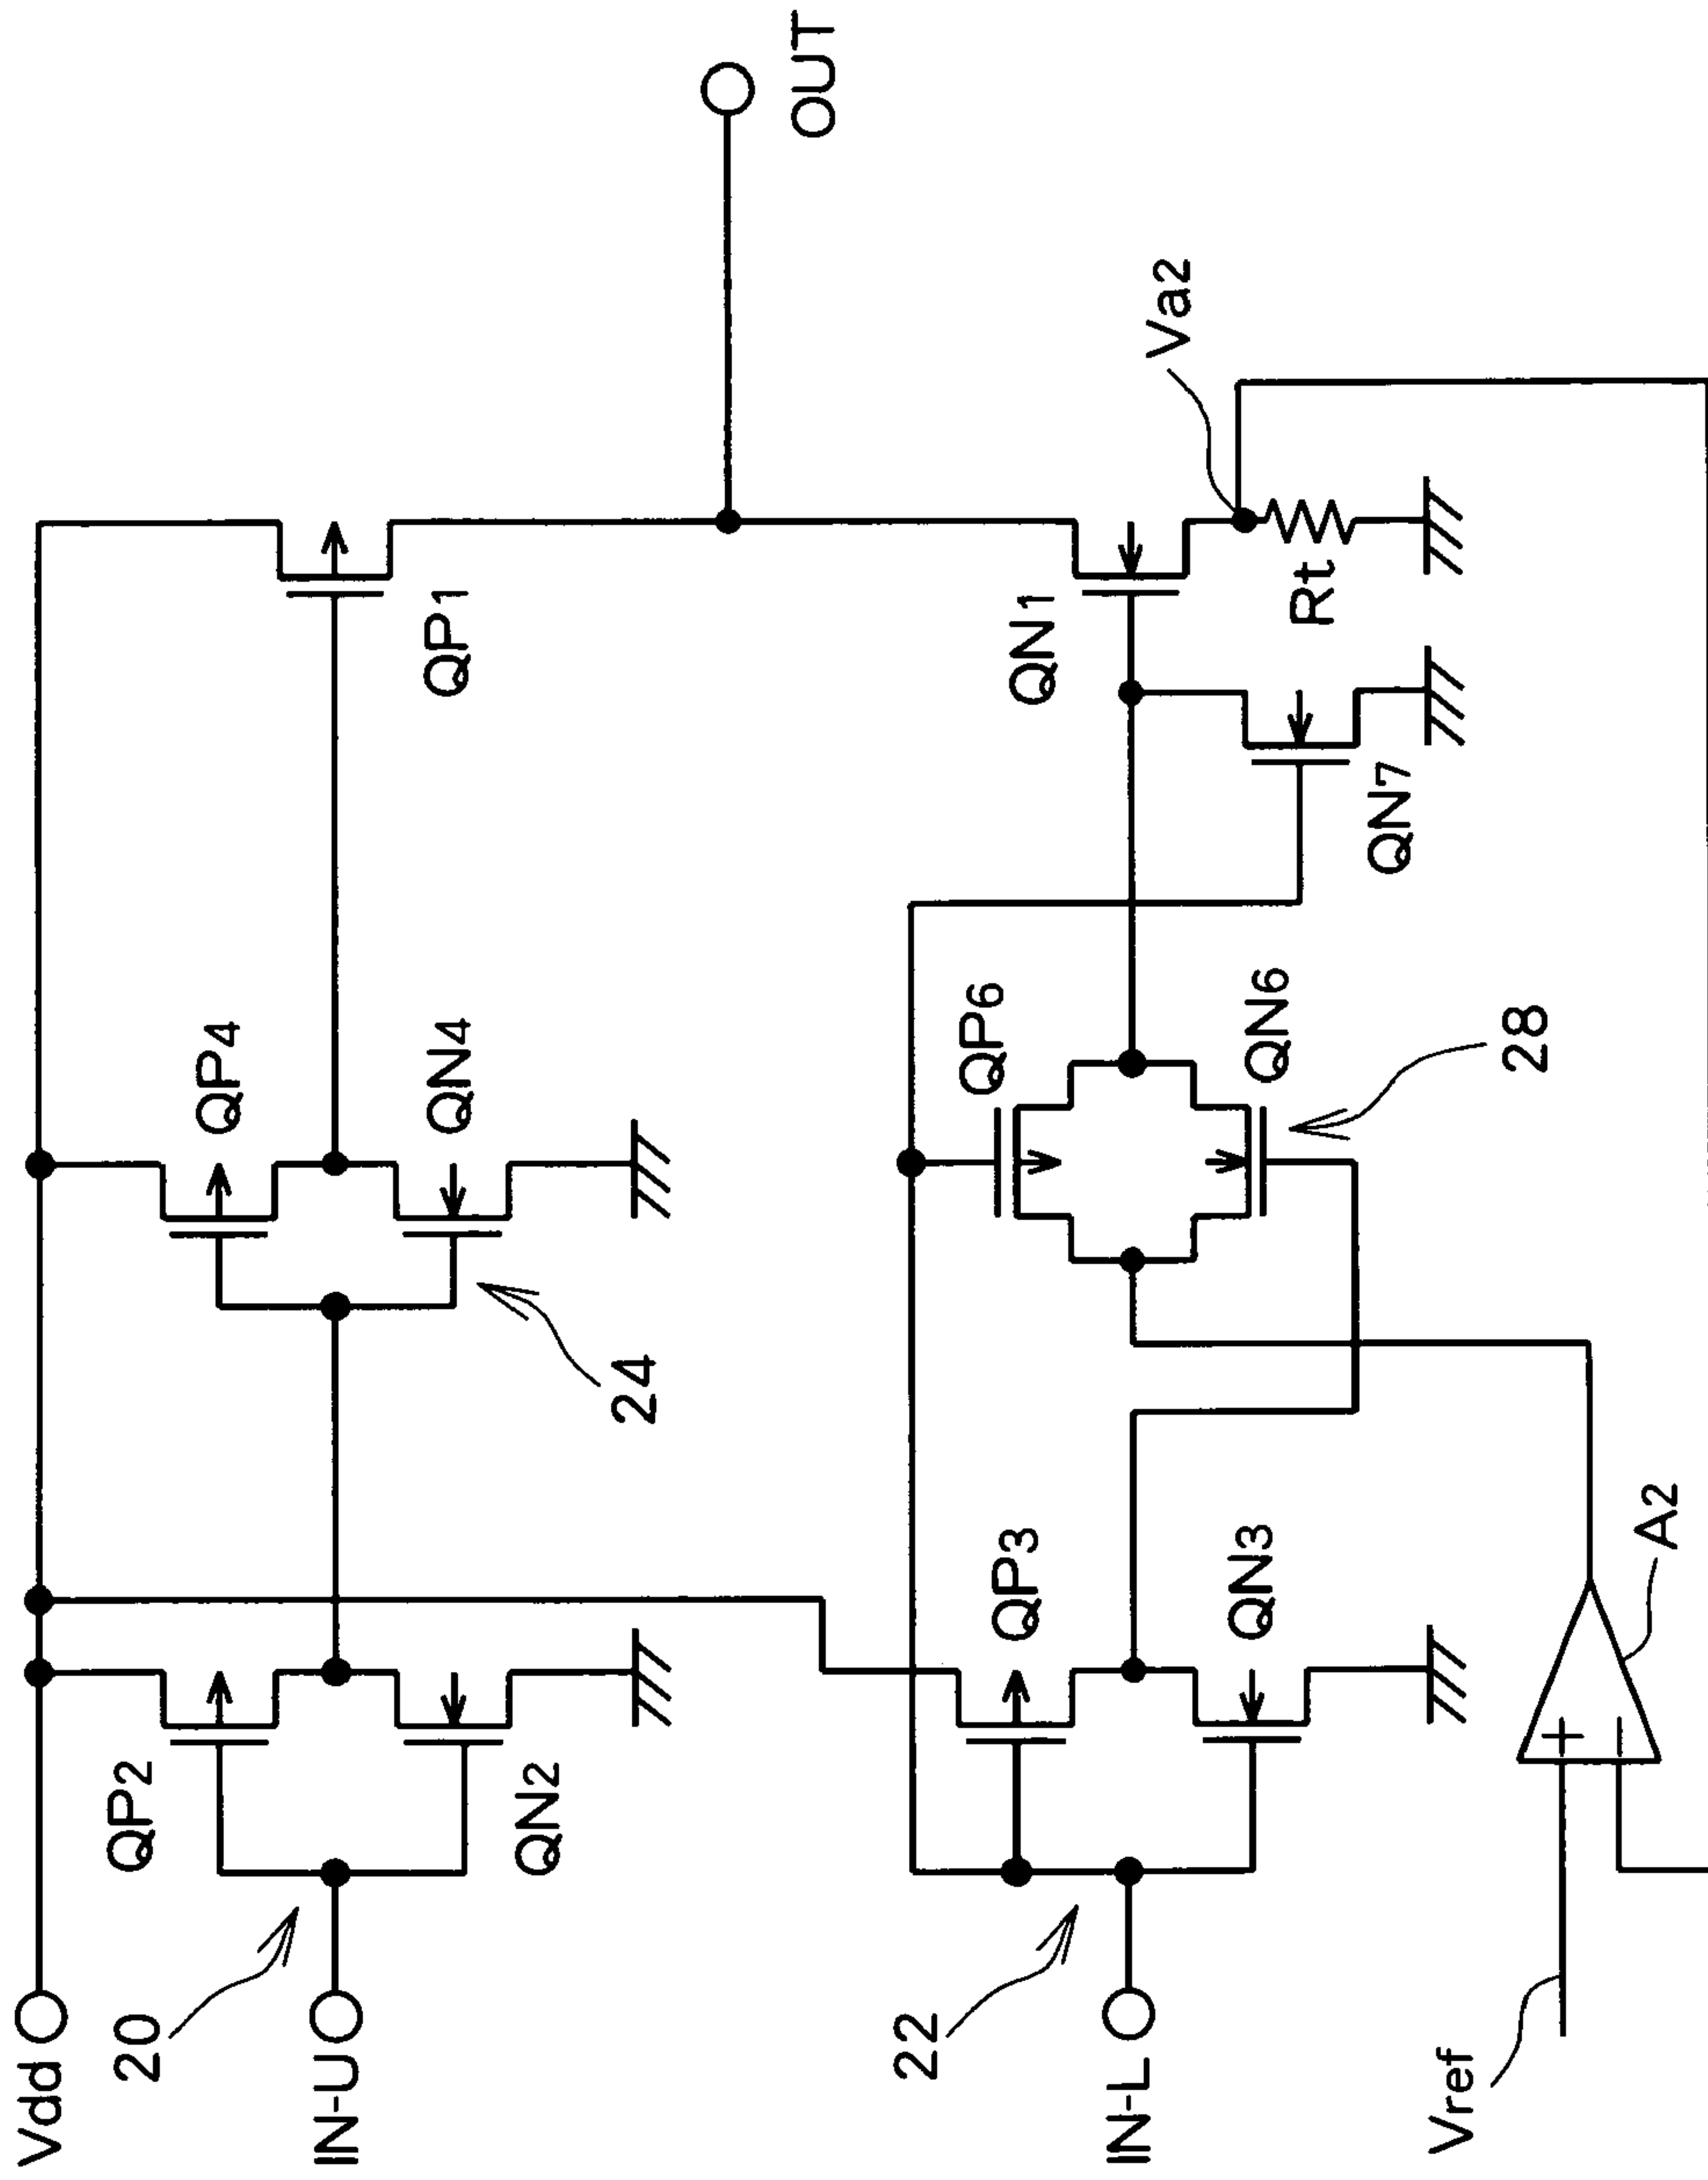 Vdd
20
QP2
QP4
QP1
IN-U
QN2
24
QN4
OUT
22
QP3
QP6
QN1
Va2
IN-L
QN3
QN6
Rt
28
QN7
Vref
+
−
A2